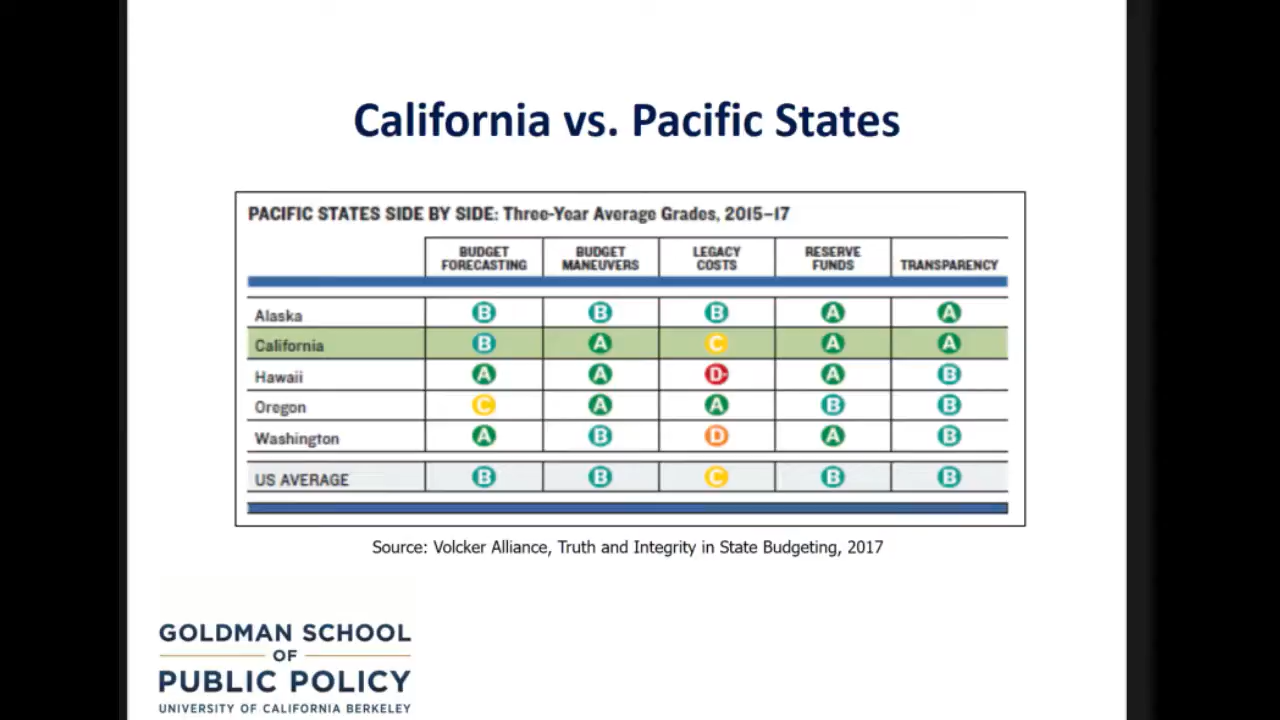 California vs. Pacific States
PACIFIC STATES SIDE BY SIDE: Three-Year Average Grades, 2015–17
BUDGET FORECASTING BUDGET MANEUVERS LEGACY COSTS RESERVE FUNDS TRANSPARENCY
Alaska B B B A A
California B A C A A
Hawaii A A D- A B
Oregon C A A B B
Washington A B D A B
US AVERAGE B B C B B
Source: Volcker Alliance, Truth and Integrity in State Budgeting, 2017
GOLDMAN SCHOOL
OF
PUBLIC POLICY
UNIVERSITY OF CALIFORNIA BERKELEY